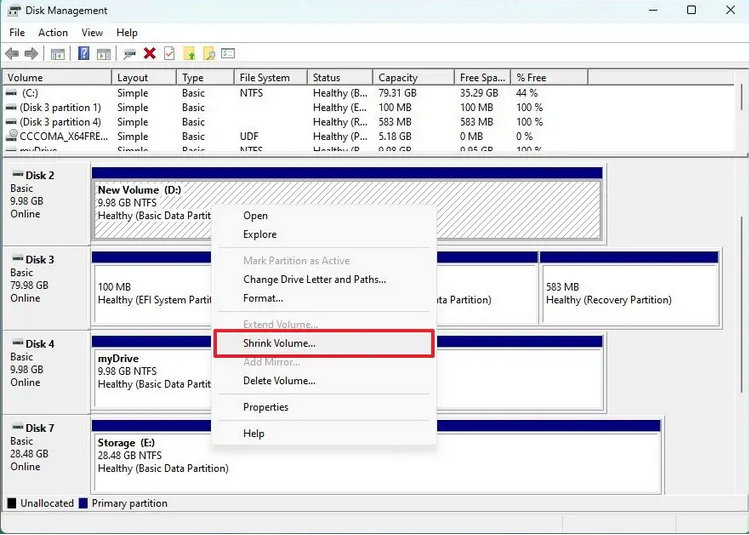 Disk Management
File Action View Help
Volume Layout Type File System Status Capacity Free Spa... % Free
(C:) Simple Basic NTFS Healthy (B... 79.31 GB 35.29 GB 44 %
(Disk 3 partition 1) Simple Basic Healthy (E... 100 MB 100 MB 100 %
(Disk 3 partition 4) Simple Basic Healthy (R... 583 MB 583 MB 100 %
CCCOMA_X64FRE... Simple Basic UDF Healthy (P... 5.18 GB 0 MB 0 %
myDrive Simple Basic NTFS Healthy (B... 9.98 GB 9.95 GB 100 %
Disk 2
Basic
9.98 GB
Online
New Volume (D:)
9.98 GB NTFS
Healthy (Basic Data Partit
Open
Explore
Mark Partition as Active
Change Drive Letter and Paths...
Format...
Extend Volume...
Shrink Volume...
Add Mirror...
Delete Volume...
Properties
Help
Disk 3
Basic
79.98 GB
Online
100 MB
Healthy (EFI System Parti
ta Partition)
583 MB
Healthy (Recovery Partition)
Disk 4
Basic
9.98 GB
Online
myDrive
9.98 GB NTFS
Healthy (Basic Data Partit
Disk 7
Basic
28.48 GB
Online
Storage (E:)
28.48 GB NTFS
Healthy (Basic Data Partition)
Unallocated Primary partition